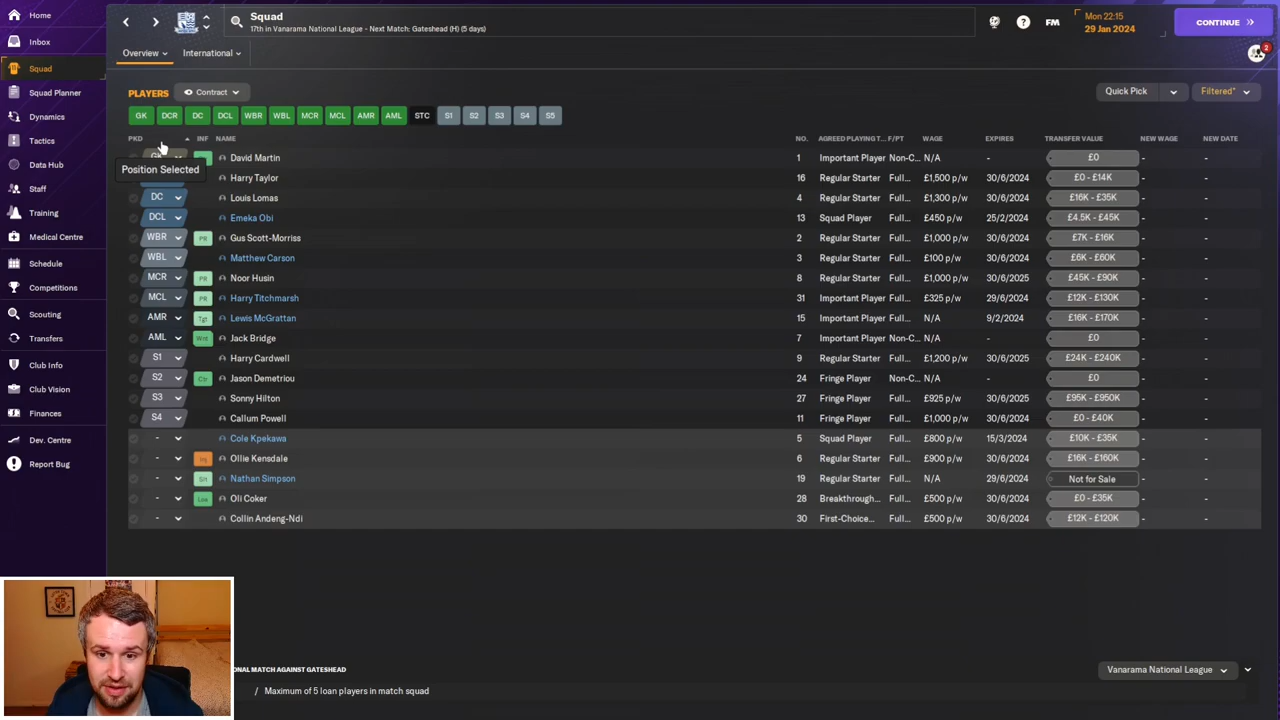 Home
Squad
17th in Vanarama National League - Next Match: Gateshead (H) (5 days)
FM
Mon 22:15
29 Jan 2024
CONTINUE
Inbox
Overview
International
2
Squad
Squad Planner
PLAYERS
Contract
Quick Pick
Filtered*
Dynamics
GK DCR DC DCL WBR WBL MCR MCL AMR AML STC S1 S2 S3 S4 S5
Tactics
PKD INF NAME NO. AGREED PLAYING T... F/PT WAGE EXPIRES TRANSFER VALUE NEW WAGE NEW DATE
David Martin 1 Important Player Non-C... N/A - £0 - -
Position Selected
Data Hub
Harry Taylor 16 Regular Starter Full... £1,500 p/w 30/6/2024 £0 - £14K - -
Staff
DC Louis Lomas 4 Regular Starter Full... £1,300 p/w 30/6/2024 £16K - £35K - -
Training
DCL Emeka Obi 13 Squad Player Full... £450 p/w 25/2/2024 £4.5K - £45K - -
Medical Centre
WBR PR Gus Scott-Morriss 2 Regular Starter Full... £1,000 p/w 30/6/2024 £7K - £16K - -
Schedule
WBL Matthew Carson 3 Regular Starter Full... £100 p/w 30/6/2024 £6K - £60K - -
Competitions
MCR PR Noor Husin 8 Regular Starter Full... £1,000 p/w 30/6/2025 £45K - £90K - -
MCL PR Harry Titchmarsh 31 Important Player Full... £325 p/w 29/6/2024 £12K - £130K - -
Scouting
AMR Tgt Lewis McGrattan 15 Important Player Full... N/A 9/2/2024 £16K - £170K - -
Transfers
AML Wnt Jack Bridge 7 Important Player Non-C... N/A - £0 - -
Club Info
S1 Harry Cardwell 9 Regular Starter Full... £1,200 p/w 30/6/2025 £24K - £240K - -
Club Vision
S2 Ctr Jason Demetriou 24 Fringe Player Non-C... N/A - £0 - -
Finances
S3 Sonny Hilton 27 Fringe Player Full... £925 p/w 30/6/2025 £95K - £950K - -
S4 Callum Powell 11 Fringe Player Full... £1,000 p/w 30/6/2024 £0 - £40K - -
Dev. Centre
- Cole Kpekawa 5 Squad Player Full... £800 p/w 15/3/2024 £10K - £35K - -
Report Bug
- Inj Ollie Kensdale 6 Regular Starter Full... £900 p/w 30/6/2024 £16K - £160K - -
- Slt Nathan Simpson 19 Regular Starter Full... N/A 29/6/2024 Not for Sale - -
- Loa Oli Coker 28 Breakthrough... Full... £500 p/w 30/6/2024 £0 - £35K - -
- Collin Andeng-Ndi 30 First-Choice... Full... £500 p/w 30/6/2024 £12K - £120K - -
ONAL MATCH AGAINST GATESHEAD
Vanarama National League
/ Maximum of 5 loan players in match squad